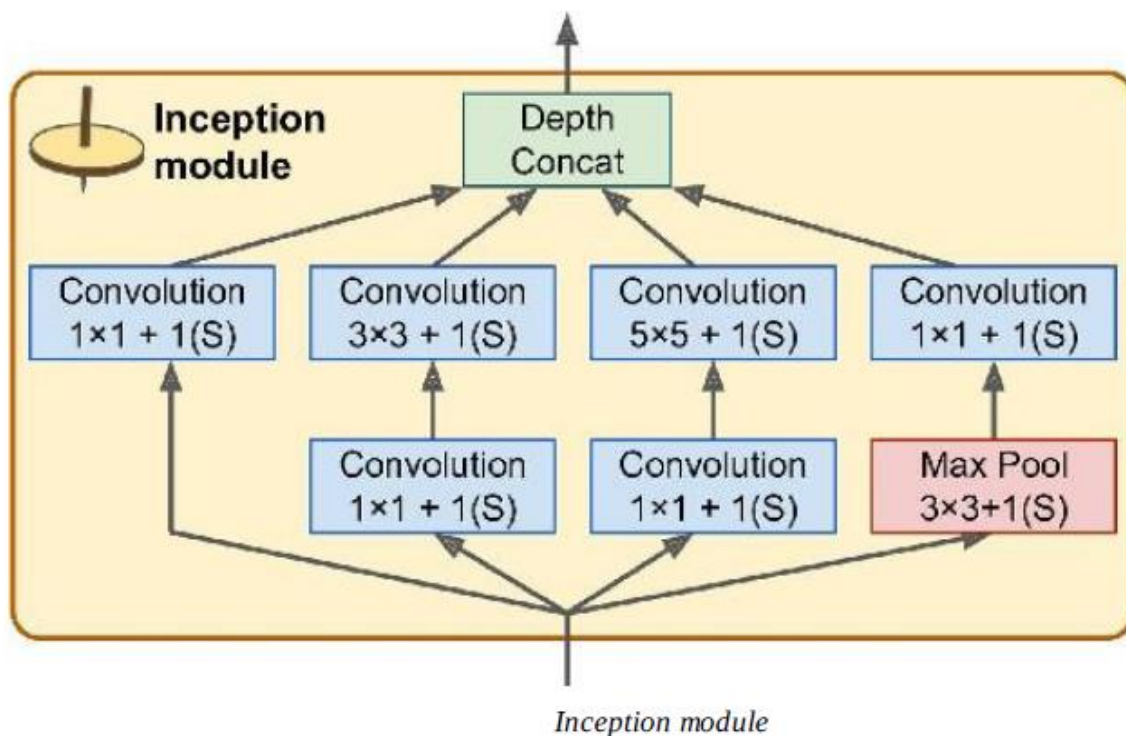 Inception
module
Depth
Concat
Convolution
1×1 + 1(S)
Convolution
3×3 + 1(S)
Convolution
5×5 + 1(S)
Convolution
1×1 + 1(S)
Convolution
1×1 + 1(S)
Convolution
1×1 + 1(S)
Max Pool
3×3+1(S)
Inception module